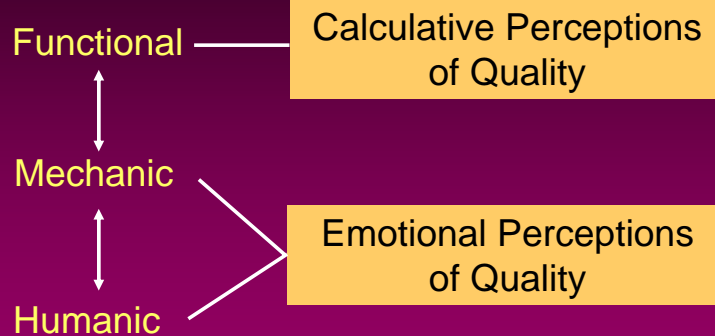 Functional
Calculative Perceptions
of Quality
Mechanic
Emotional Perceptions
of Quality
Humanic